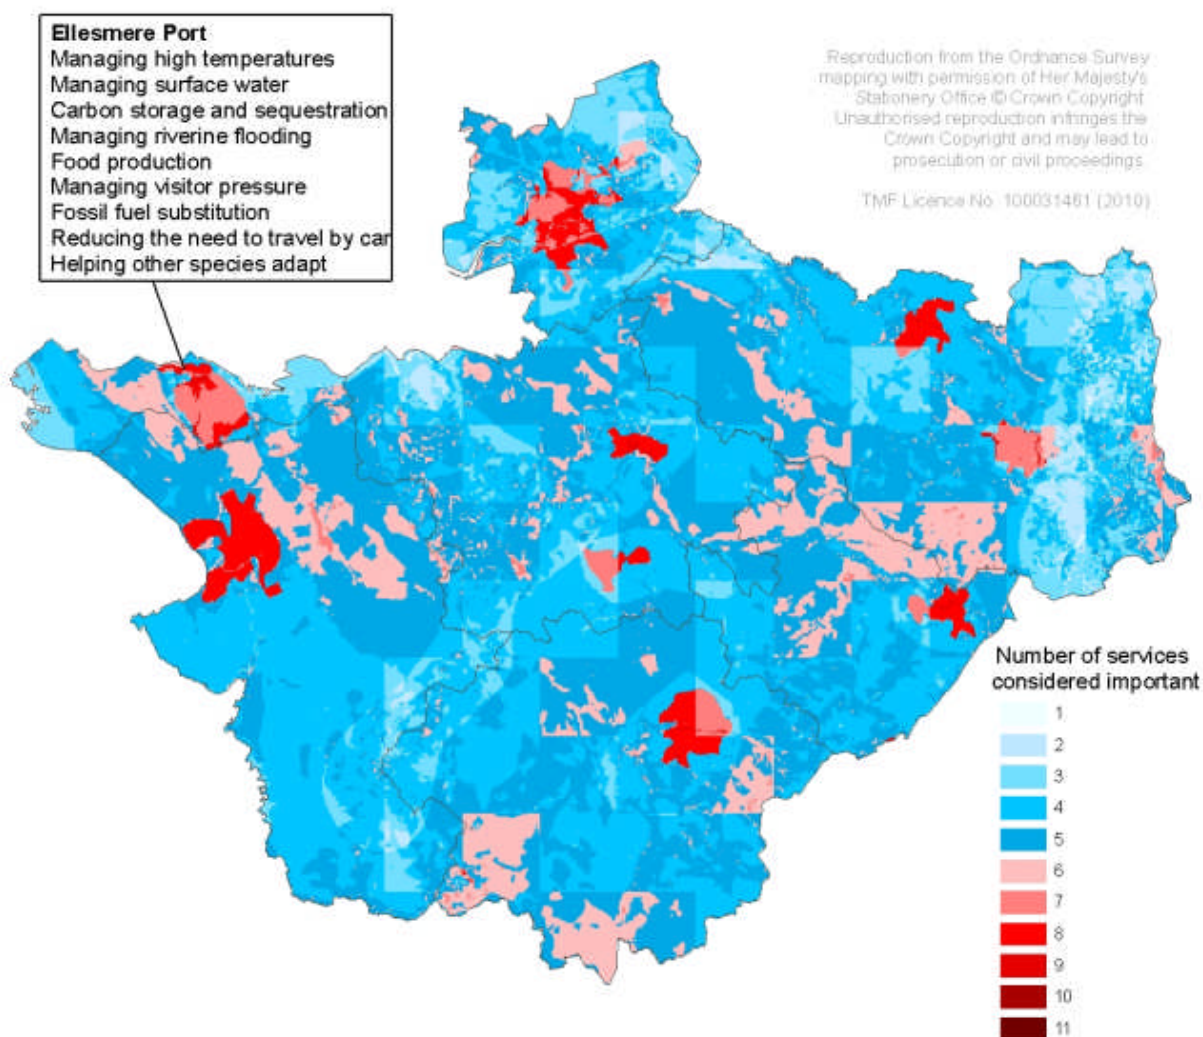 Ellesmere Port
Managing high temperatures
Managing surface water
Carbon storage and sequestration
Managing riverine flooding
Food production
Managing visitor pressure
Fossil fuel substitution
Reducing the need to travel by car
Helping other species adapt
Reproduction from the Ordnance Survey
mapping with permission of Her Majesty's
Stationery Office © Crown Copyright
Unauthorised reproduction infringes the
Crown Copyright and may lead to
prosecution or civil proceedings.
TMF Licence No. 100031461 (2010)
Number of services
considered important
1
2
3
4
5
6
7
8
9
10
11